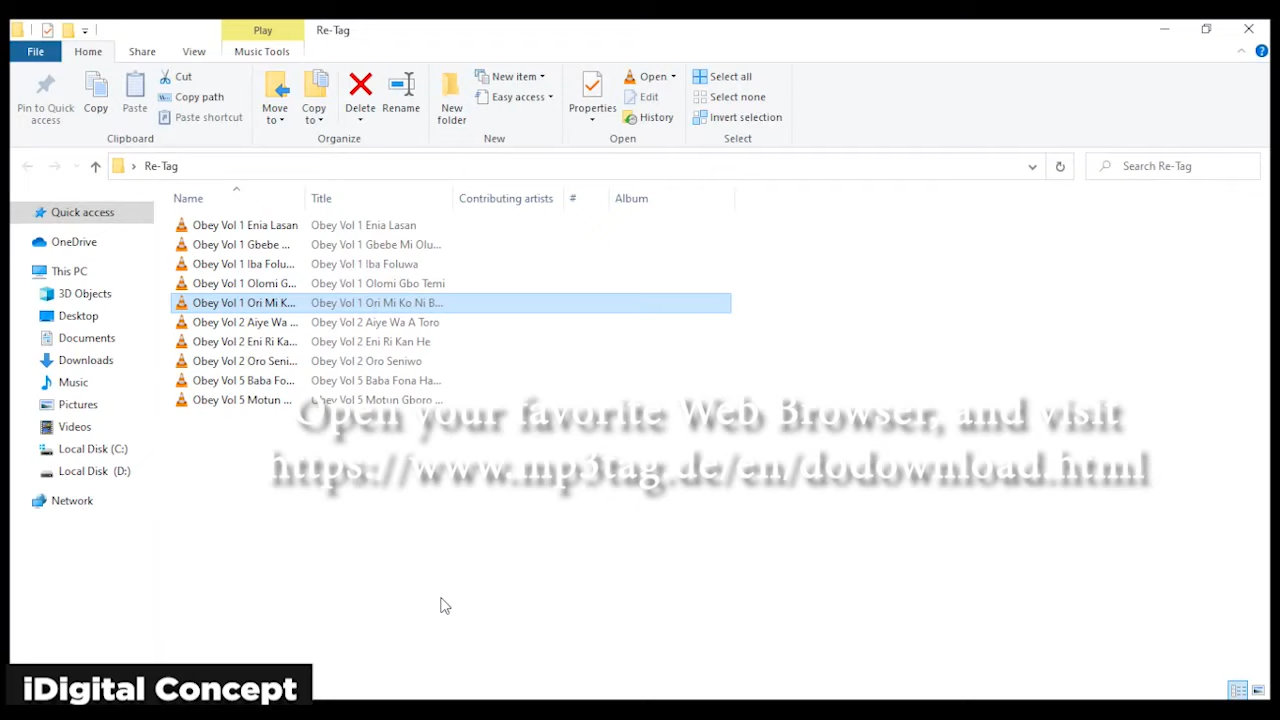 Play
Re-Tag
File
Home
Share
View
Music Tools
Pin to Quick access
Copy
Paste
Cut
Copy path
Paste shortcut
Clipboard
Move to
Copy to
Delete
Rename
Organize
New folder
New item
Easy access
New
Properties
Open
Edit
History
Open
Select all
Select none
Invert selection
Select
Re-Tag
Search Re-Tag
Name Title Contributing artists # Album
Obey Vol 1 Enia Lasan Obey Vol 1 Enia Lasan
Obey Vol 1 Gbebe ... Obey Vol 1 Gbebe Mi Olu...
Obey Vol 1 Iba Folu... Obey Vol 1 Iba Foluwa
Obey Vol 1 Olomi G... Obey Vol 1 Olomi Gbo Temi
Obey Vol 1 Ori Mi K... Obey Vol 1 Ori Mi Ko Ni B...
Obey Vol 2 Aiye Wa ... Obey Vol 2 Aiye Wa A Toro
Obey Vol 2 Eni Ri Ka... Obey Vol 2 Eni Ri Kan He
Obey Vol 2 Oro Seni... Obey Vol 2 Oro Seniwo
Obey Vol 5 Baba Fo... Obey Vol 5 Baba Fona Ha...
Obey Vol 5 Motun ... Obey Vol 5 Motun Gboro ...
Quick access
OneDrive
This PC
3D Objects
Desktop
Documents
Downloads
Music
Pictures
Videos
Local Disk (C:)
Local Disk (D:)
Network
Open your favorite Web Browser, and visit
https://www.mp3tag.de/en/dodownload.html
iDigital Concept